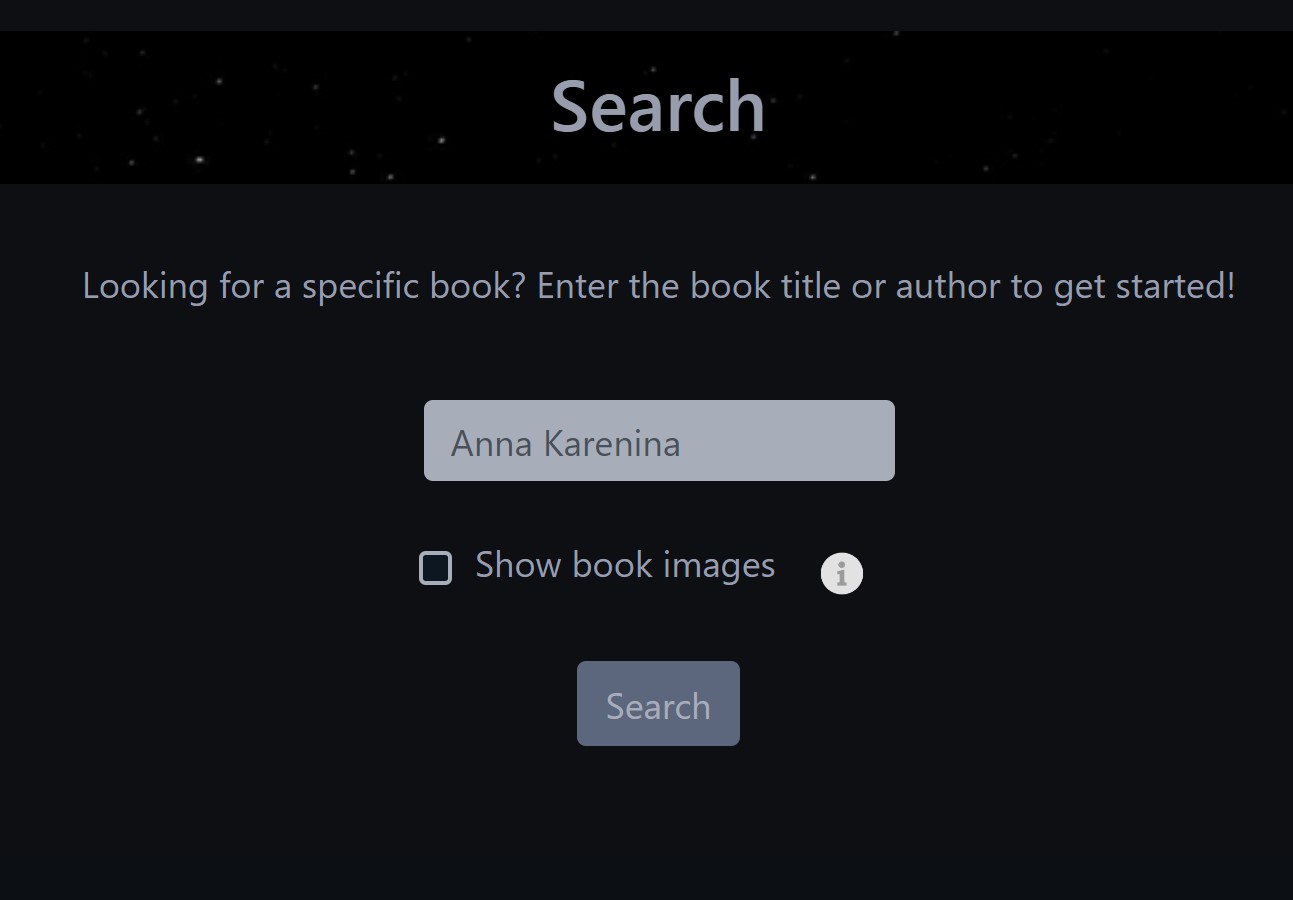 Search
Looking for a specific book? Enter the book title or author to get started!
Anna Karenina
Show book images
Search